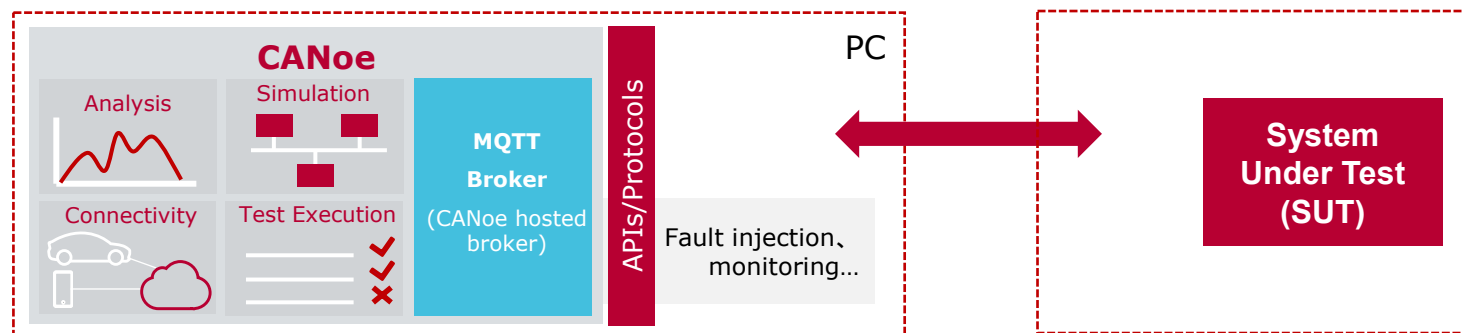 CANoe
Analysis
Simulation
Connectivity
Test Execution
MQTT
Broker
(CANoe hosted
broker)
APIs/Protocols
PC
Fault injection、
monitoring…
System
Under Test
(SUT)